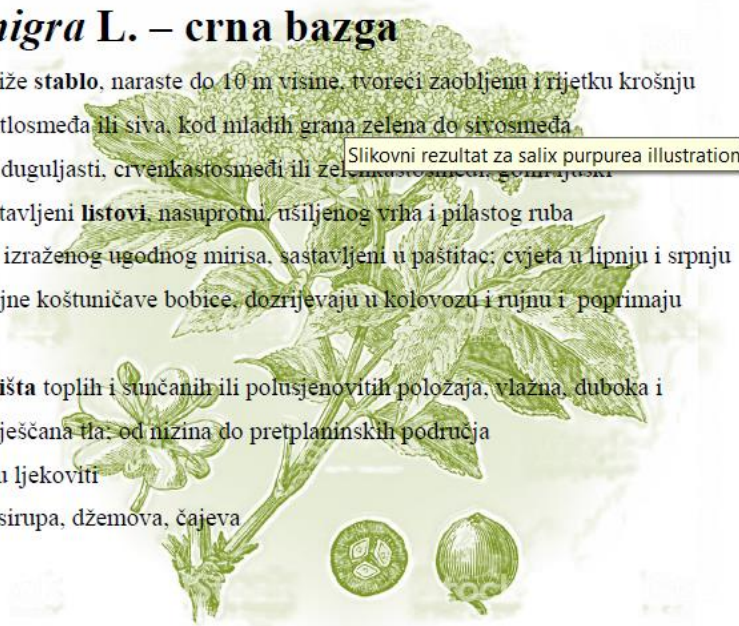 nigra L. – crna bazga
iže stablo, naraste do 10 m visine, tvoreći zaobljenu i rijetku krošnju
tlosmeđa ili siva, kod mladih grana zelena do sivosmeđa
Slikovni rezultat za salix purpurea illustration
duguljasti, crvenkastosmeđi ili zelenkastosmeđi, goli ljuski
tavljeni listovi, nasuprotni, ušiljenog vrha i pilastog ruba
izraženog ugodnog mirisa, sastavljeni u paštitac; cvjeta u lipnju i srpnju
jne koštuničave bobice, dozrijevaju u kolovozu i rujnu i poprimaju
išta toplih i sunčanih ili polusjenovitih položaja, vlažna, duboka i
ješčana tla; od nizina do pretplaninskih područja
u ljekoviti
sirupa, džemova, čajeva